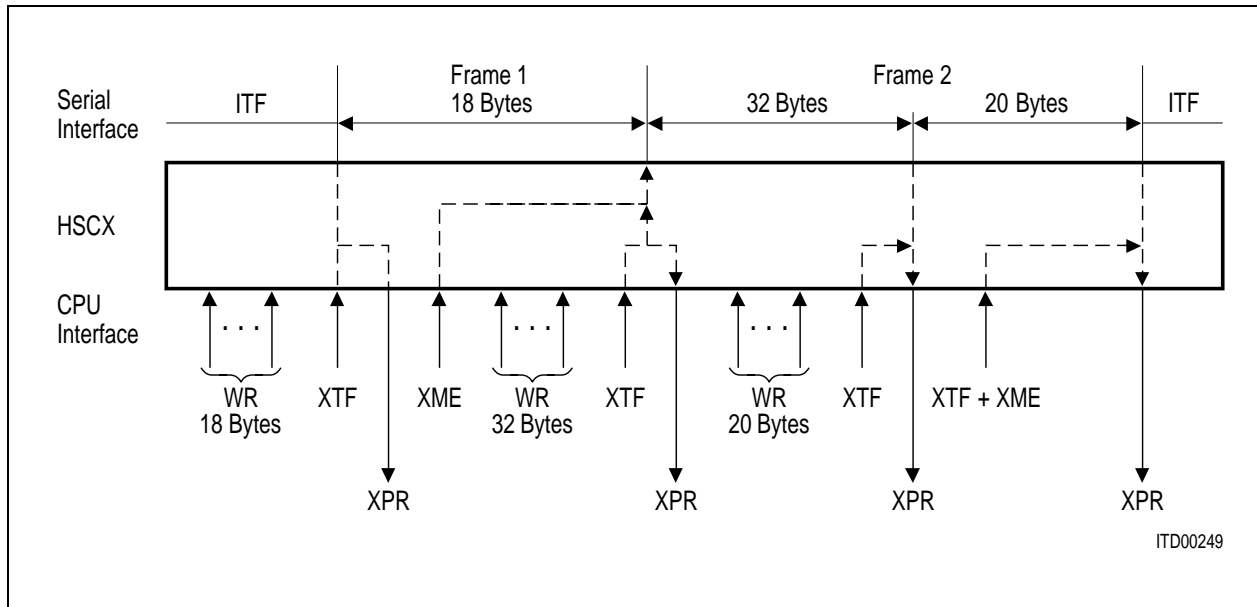 Frame 1
Frame 2
Serial
Interface
ITF
18 Bytes
32 Bytes
20 Bytes
ITF
HSCX
CPU
Interface
. . .
. . .
. . .
WR
18 Bytes
XTF
XME
WR
32 Bytes
XTF
WR
20 Bytes
XTF
XTF + XME
XPR
XPR
XPR
XPR
ITD00249